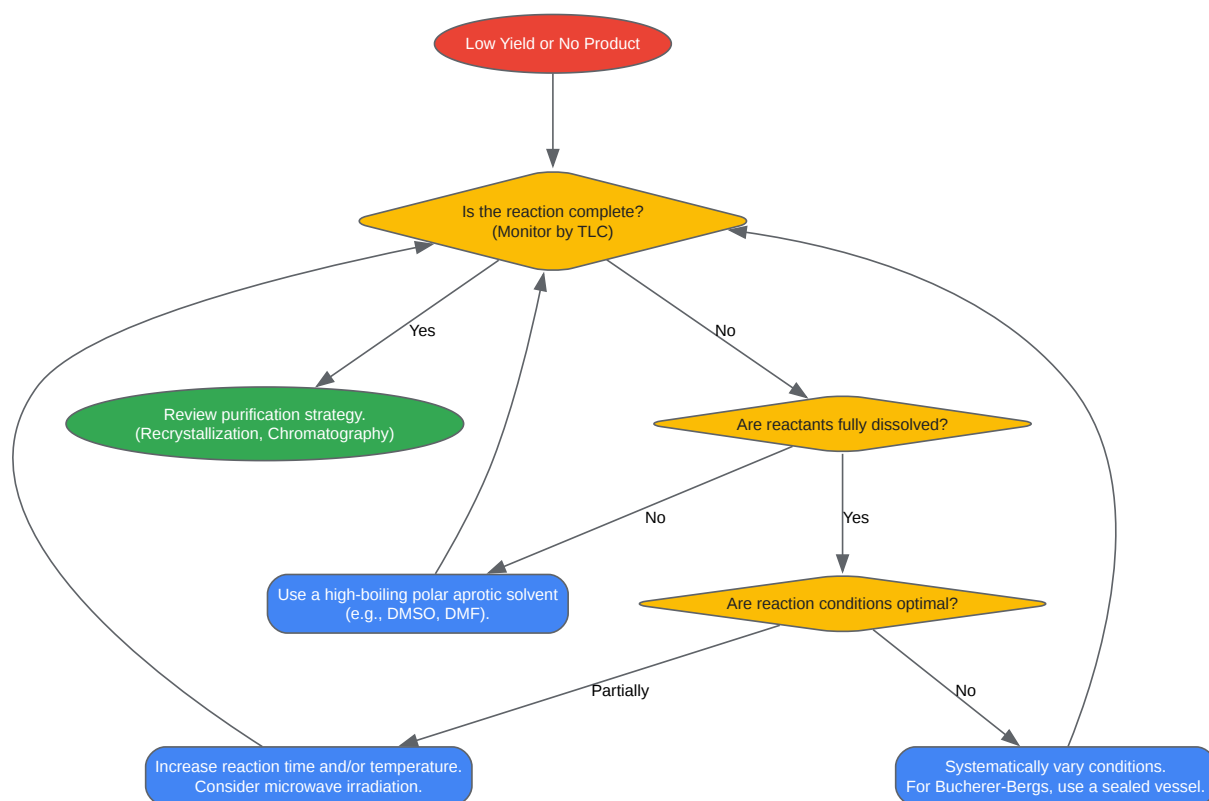 Low Yield or No Product
Is the reaction complete?
(Monitor by TLC)
Yes
No
Review purification strategy.
(Recrystallization, Chromatography)
Are reactants fully dissolved?
No
Yes
Use a high-boiling polar aprotic solvent
(e.g., DMSO, DMF).
Are reaction conditions optimal?
Partially
No
Increase reaction time and/or temperature.
Consider microwave irradiation.
Systematically vary conditions.
For Bucherer-Bergs, use a sealed vessel.